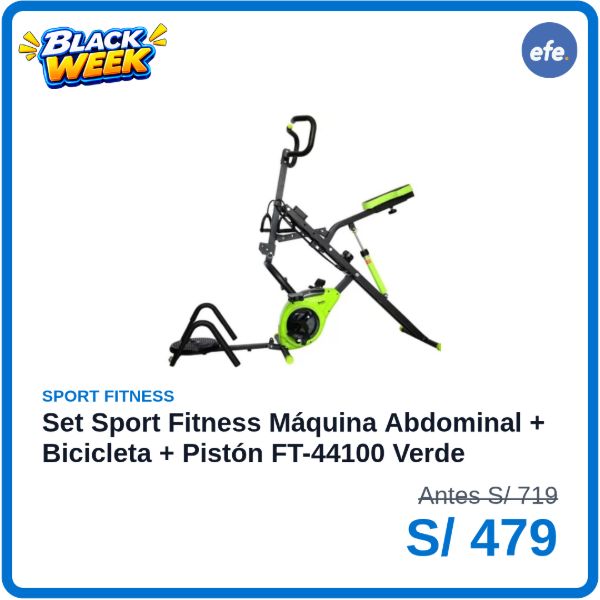 BLACK
WEEK
efe.
SPORT FITNESS
Set Sport Fitness Máquina Abdominal +
Bicicleta + Pistón FT-44100 Verde
Antes S/ 719
S/ 479